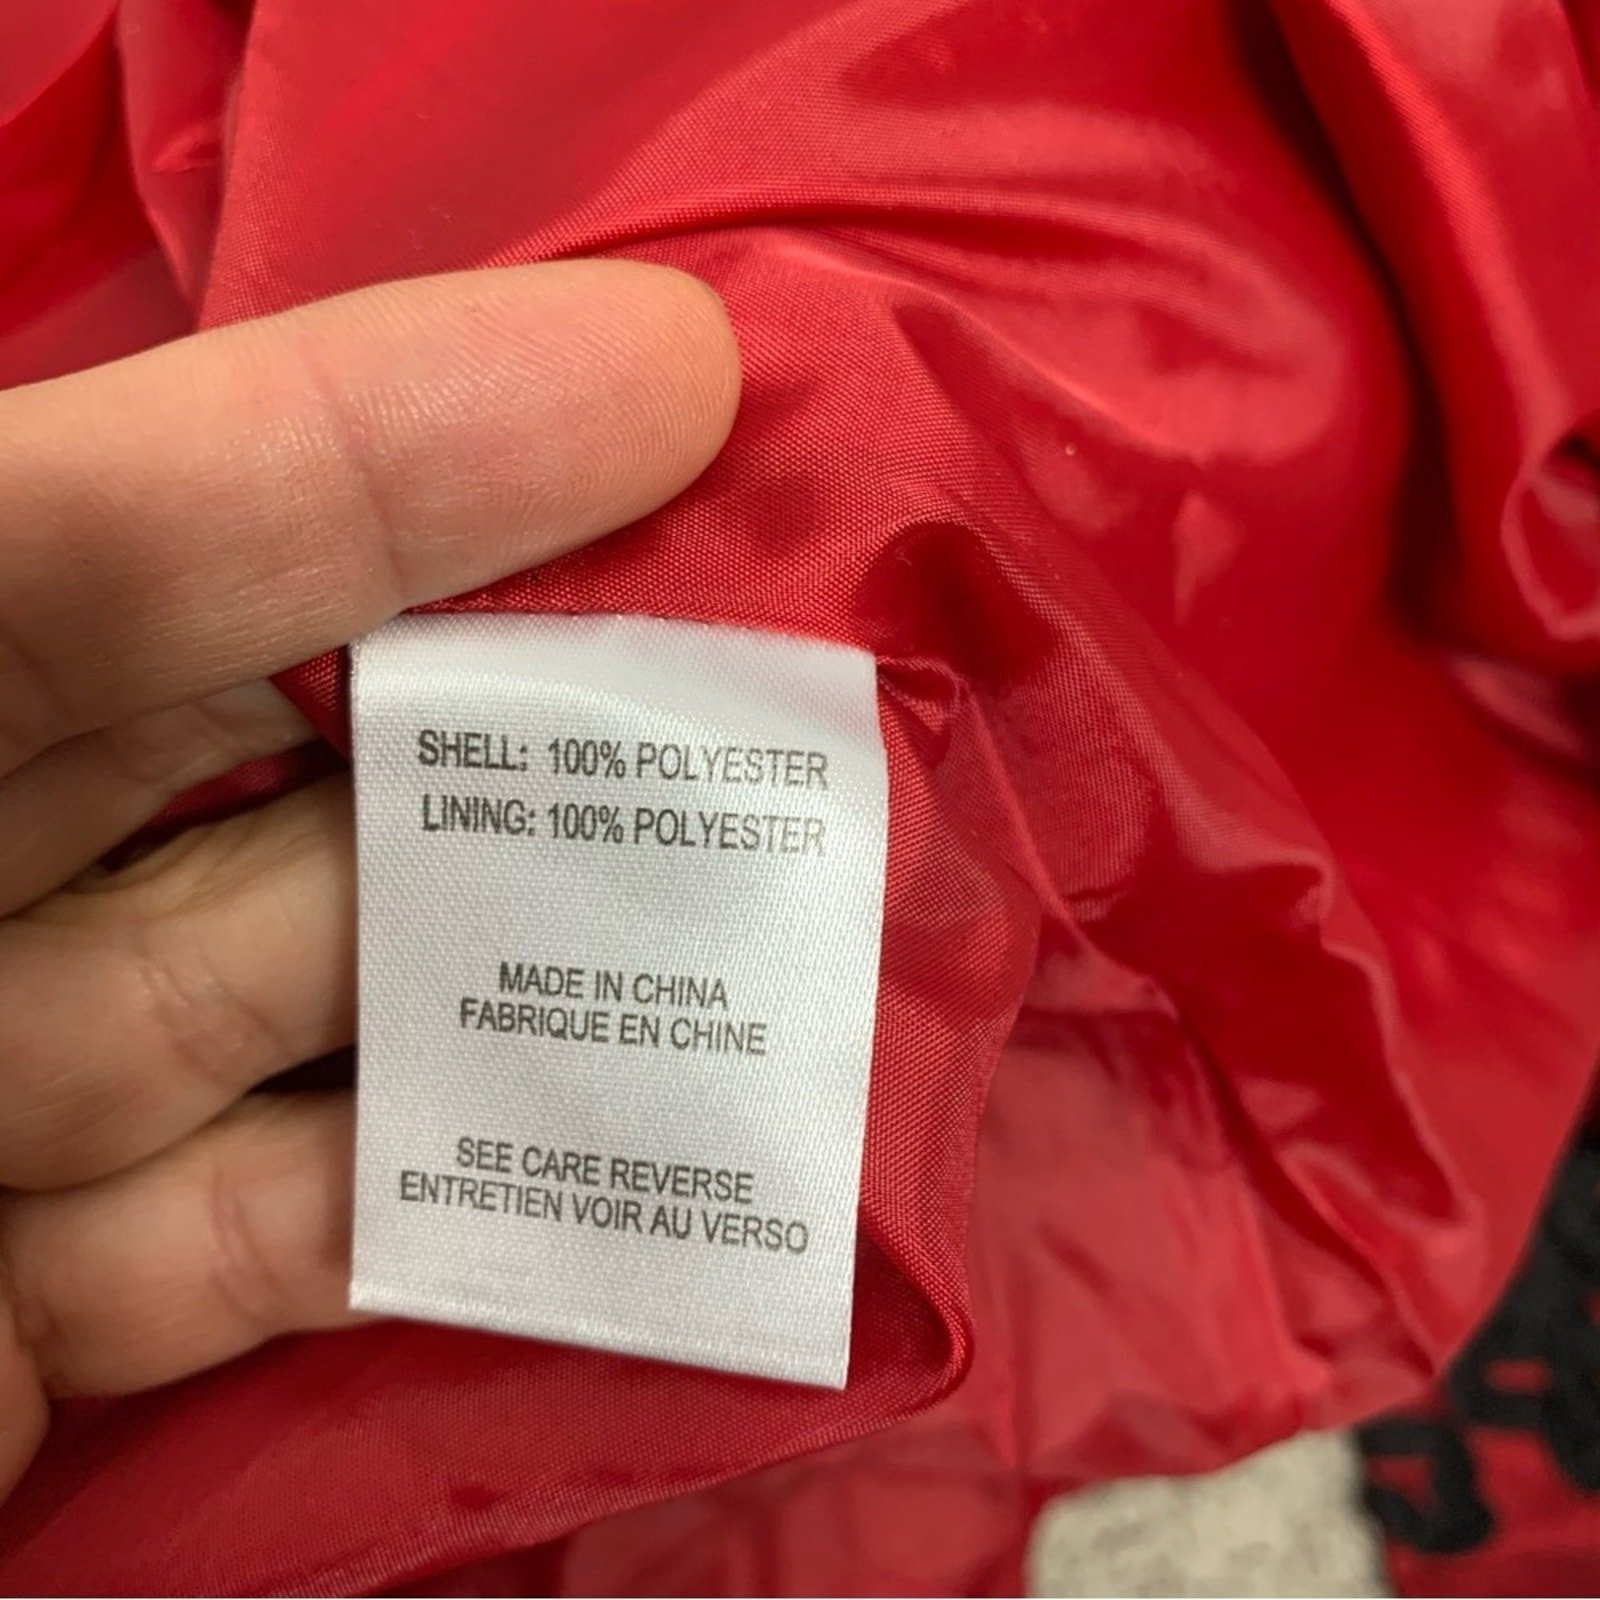 SHELL: 100% POLYESTER
LINING: 100% POLYESTER
MADE IN CHINA
FABRIQUE EN CHINE
SEE CARE REVERSE
ENTRETIEN VOIR AU VERSO